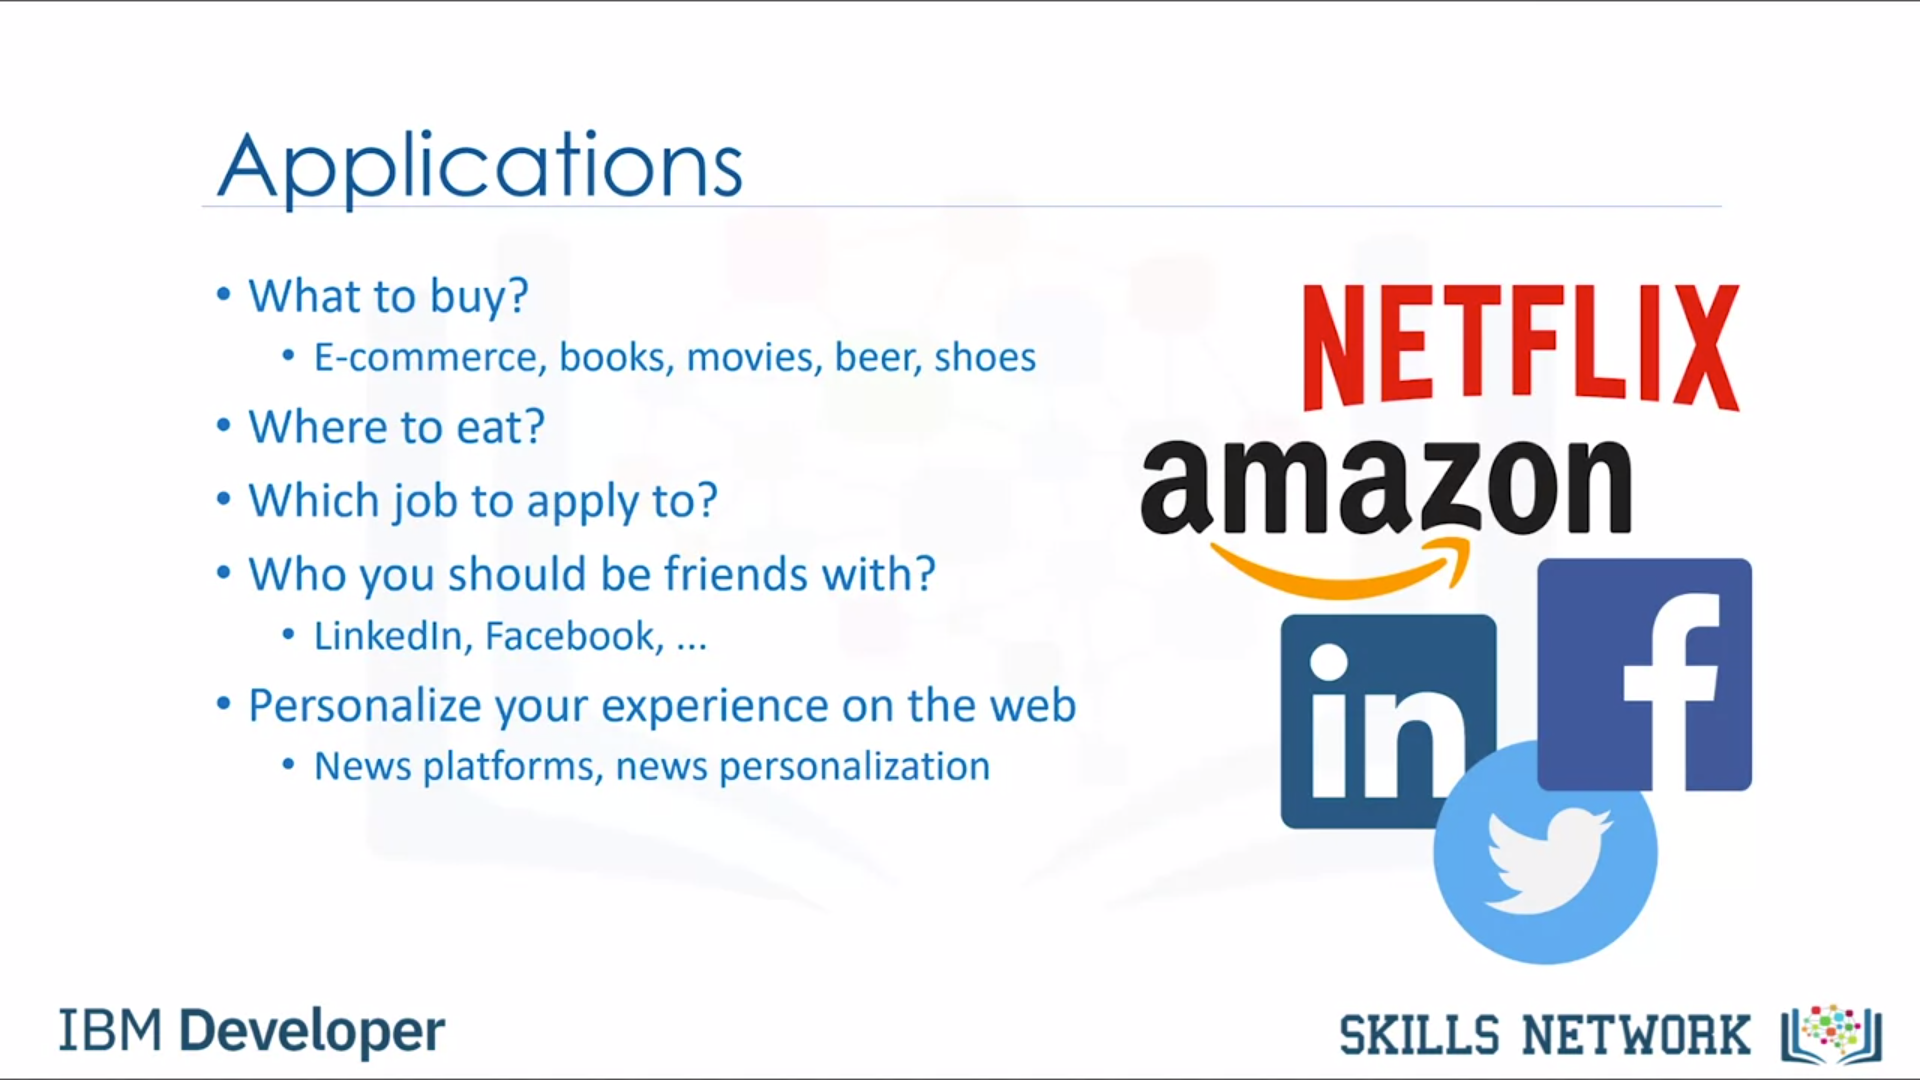 Applications
• What to buy?
• E-commerce, books, movies, beer, shoes
• Where to eat?
• Which job to apply to?
• Who you should be friends with?
• LinkedIn, Facebook, ...
• Personalize your experience on the web
• News platforms, news personalization
NETFLIX
amazon
in
f
IBM Developer
SKILLS NETWORK